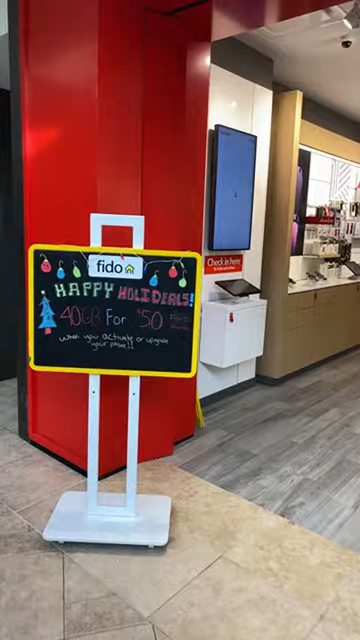 fido
HAPPY HOLIDEALS!
40GB For $50
when you activate or upgrade
your phone!!
Check in here